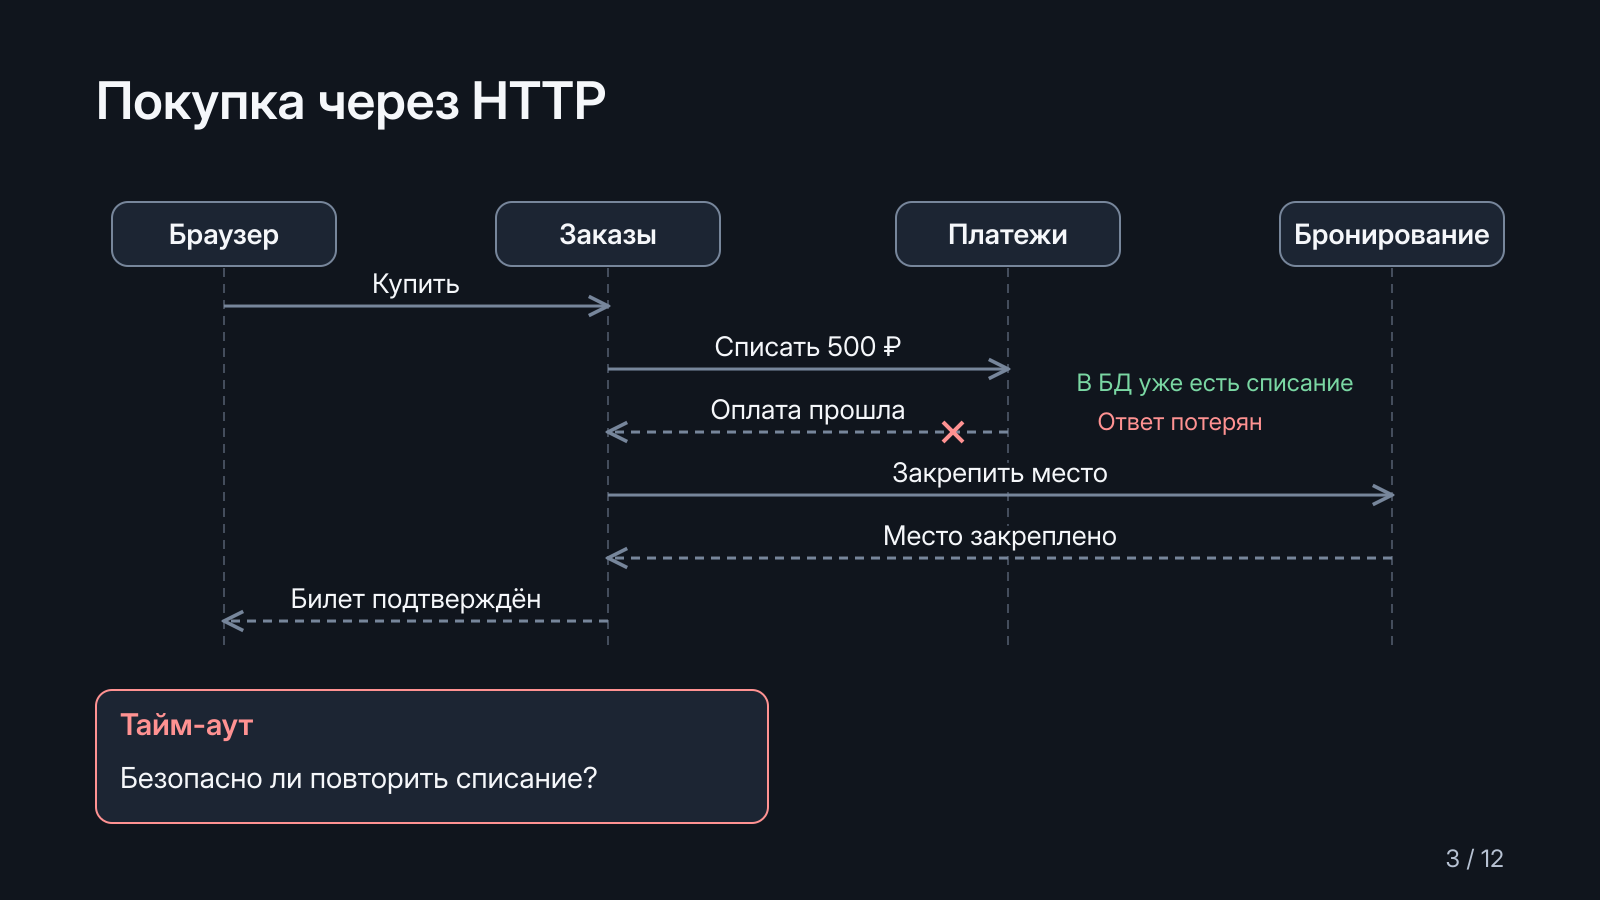 Покупка через HTTP
Браузер
Заказы
Платежи
Бронирование
Купить
Списать 500 ₽
В БД уже есть списание
Оплата прошла
Ответ потерян
Закрепить место
Место закреплено
Билет подтверждён
Тайм-аут
Безопасно ли повторить списание?
3 / 12